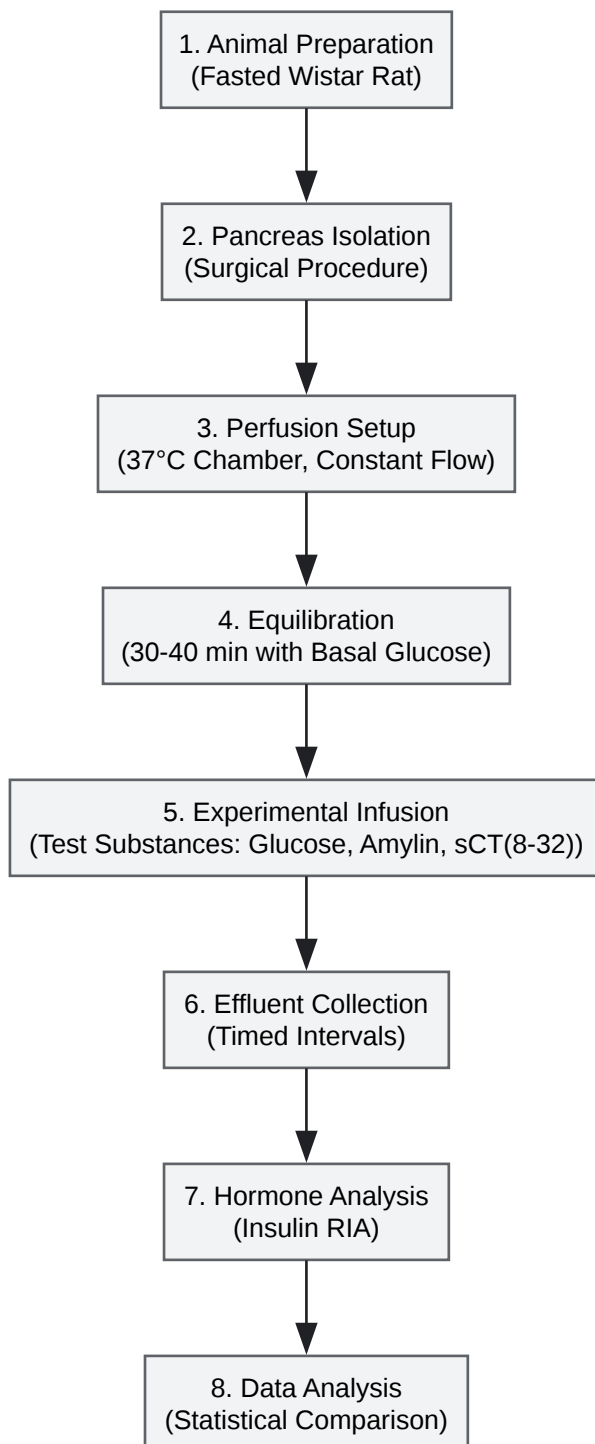 1. Animal Preparation
(Fasted Wistar Rat)
2. Pancreas Isolation
(Surgical Procedure)
3. Perfusion Setup
(37°C Chamber, Constant Flow)
4. Equilibration
(30-40 min with Basal Glucose)
5. Experimental Infusion
(Test Substances: Glucose, Amylin, sCT(8-32))
6. Effluent Collection
(Timed Intervals)
7. Hormone Analysis
(Insulin RIA)
8. Data Analysis
(Statistical Comparison)